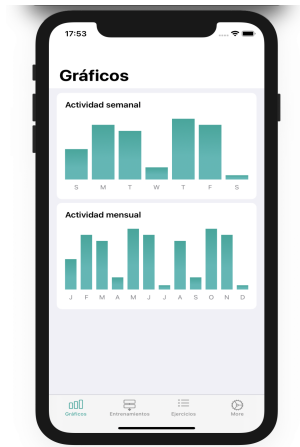 17:53
Gráficos
Actividad semanal
S M T W T F S
Actividad mensual
J F M A M J J A S O N D
Gráficos Entrenamientos Ejercicios More